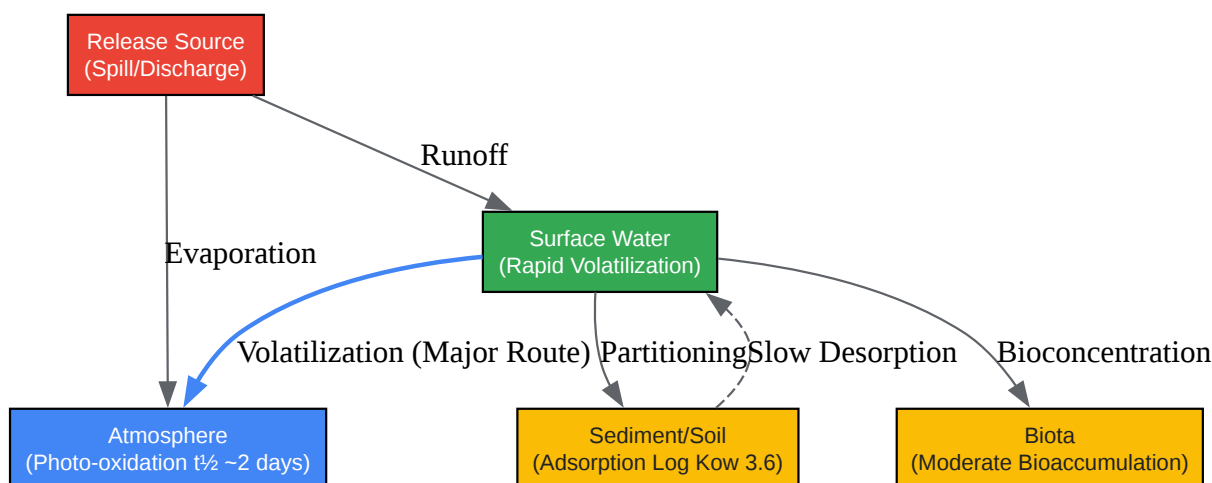 Release Source
(Spill/Discharge)
Runoff
Surface Water
(Rapid Volatilization)
Evaporation
Volatilization (Major Route)
Partitioning
Slow Desorption
Bioconcentration
Atmosphere
(Photo-oxidation t½ ~2 days)
Sediment/Soil
(Adsorption Log Kow 3.6)
Biota
(Moderate Bioaccumulation)